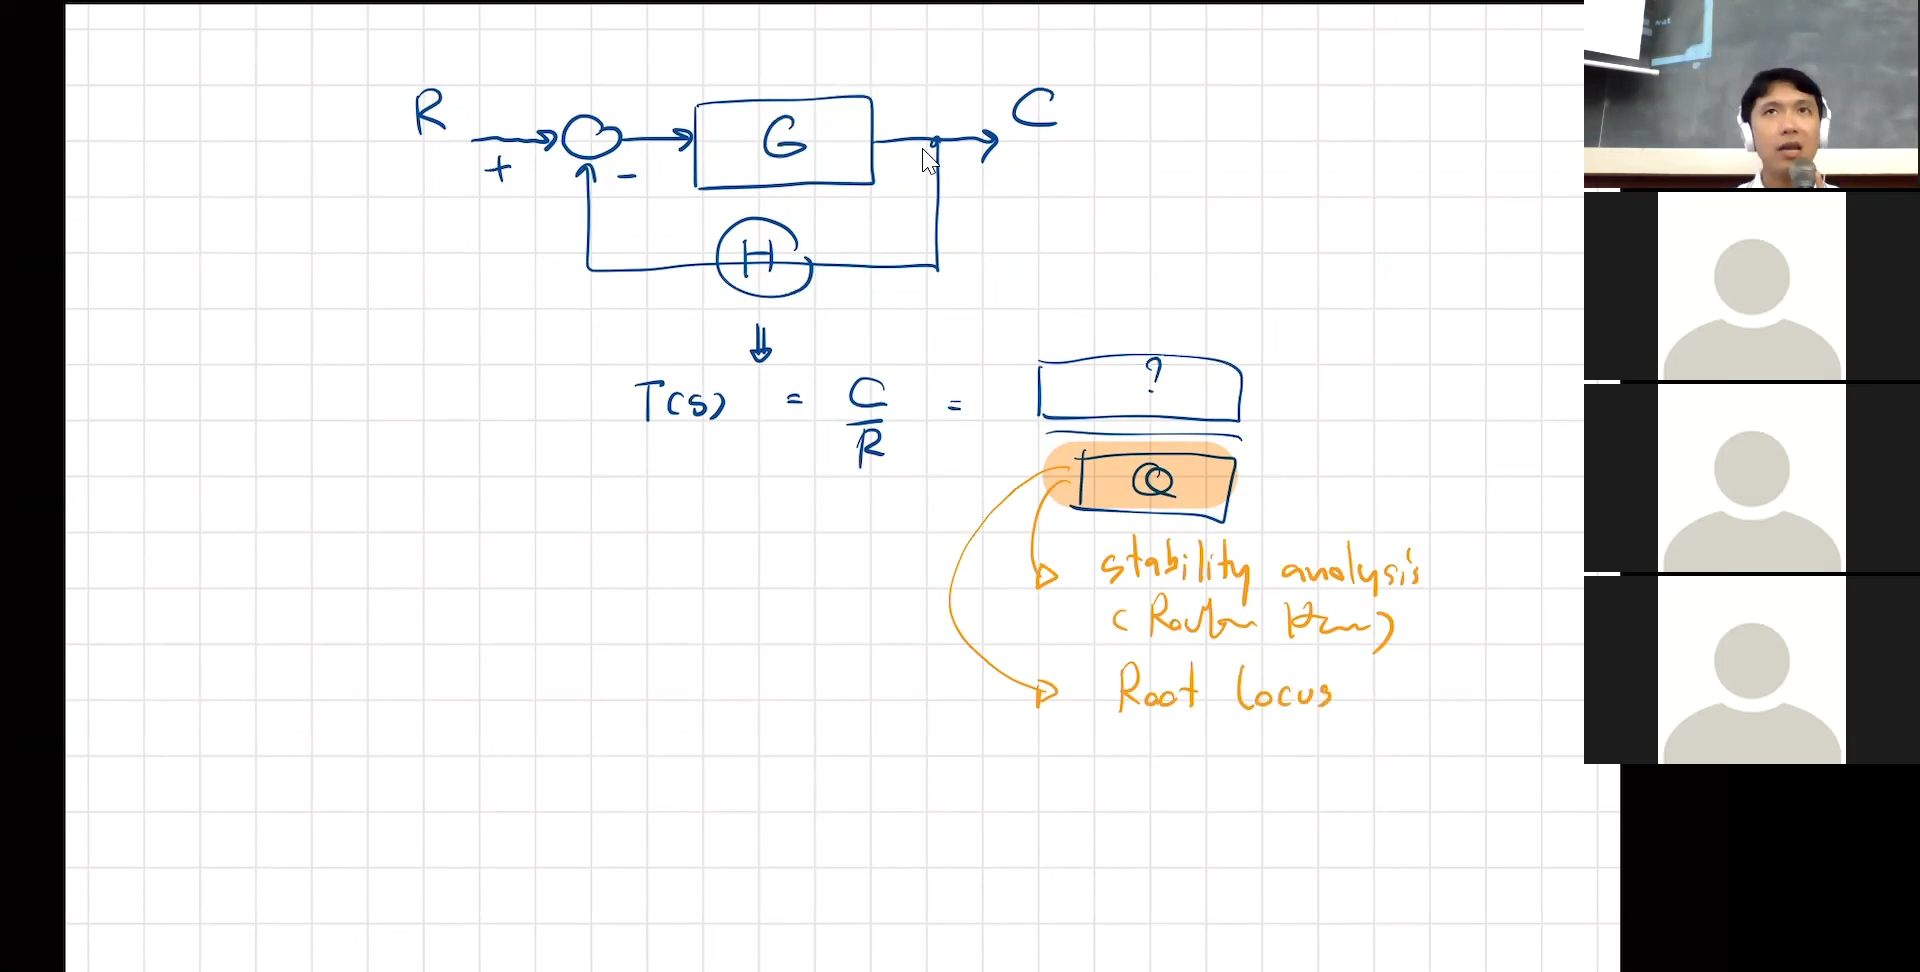 R
+
-
G
C
H
T(s) = C/R = ?
Q
stability analysis
Root Locus